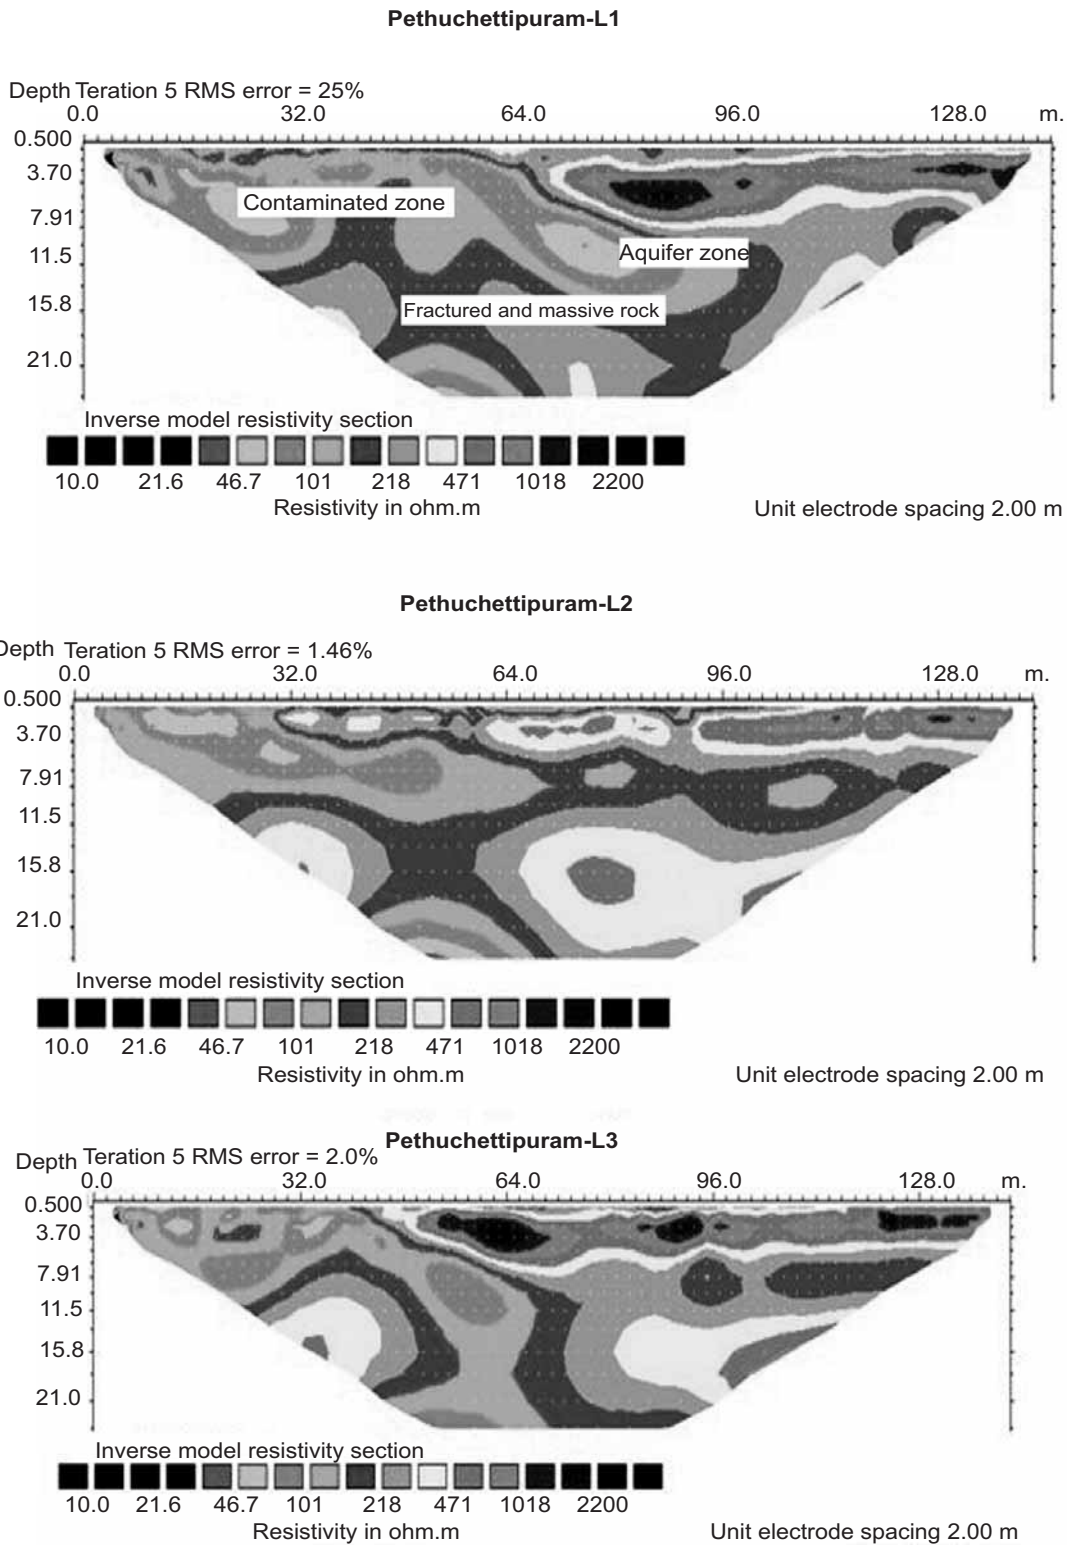 Pethuchettipuram-L1
Depth Teration 5 RMS error = 25%
0.0 32.0 64.0 96.0 128.0 m.
0.500
3.70
7.91
11.5
15.8
21.0
Contaminated zone
Aquifer zone
Fractured and massive rock
Inverse model resistivity section
10.0 21.6 46.7 101 218 471 1018 2200
Resistivity in ohm.m
Unit electrode spacing 2.00 m
Pethuchettipuram-L2
Depth Teration 5 RMS error = 1.46%
0.0 32.0 64.0 96.0 128.0 m.
0.500
3.70
7.91
11.5
15.8
21.0
Inverse model resistivity section
10.0 21.6 46.7 101 218 471 1018 2200
Resistivity in ohm.m
Unit electrode spacing 2.00 m
Pethuchettipuram-L3
Depth Teration 5 RMS error = 2.0%
0.0 32.0 64.0 96.0 128.0 m.
0.500
3.70
7.91
11.5
15.8
21.0
Inverse model resistivity section
10.0 21.6 46.7 101 218 471 1018 2200
Resistivity in ohm.m
Unit electrode spacing 2.00 m